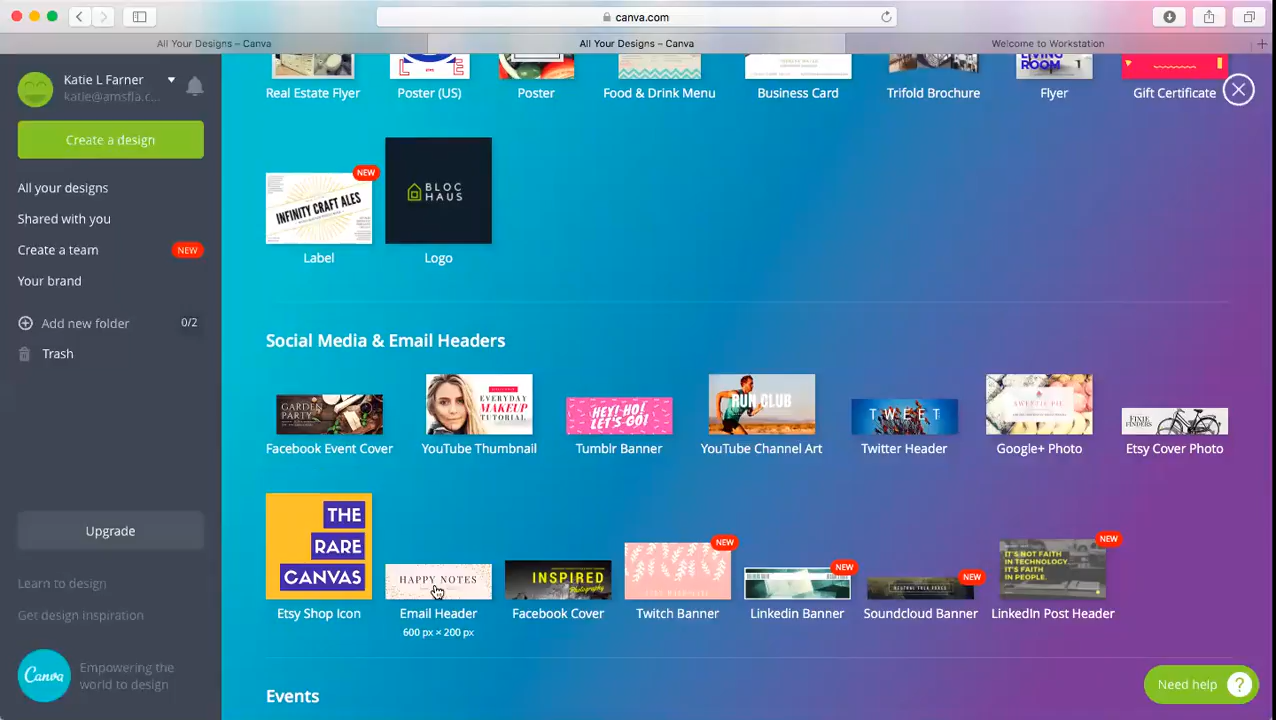 canva.com
All Your Designs – Canva
All Your Designs – Canva
Welcome to Workstation
Kate L Farner
Create a design
All your designs
Shared with you
Create a team
NEW
Your brand
Add new folder
0/2
Trash
Upgrade
Learn to design
Get design inspiration
Canva
Empowering the
world to design
LIVING
ROOM
Real Estate Flyer
Poster (US)
Poster
Food & Drink Menu
Business Card
Trifold Brochure
Flyer
Gift Certificate
NEW
INFINITY CRAFT ALES
BLOC
HAUS
Label
Logo
Social Media & Email Headers
GARDEN
PARTY
EVERYDAY
MAKEUP
TUTORIAL
HEY! HO!
LET'S GO!
RUN CLUB
TWEET
SWEETIE PIE
Facebook Event Cover
YouTube Thumbnail
Tumblr Banner
YouTube Channel Art
Twitter Header
Google+ Photo
Etsy Cover Photo
THE
RARE
CANVAS
HAPPY NOTES
INSPIRED
Photography
NEW
NEW
NEW
NEW
IT'S NOT FAITH
IN TECHNOLOGY.
IT'S FAITH
IN PEOPLE.
Etsy Shop Icon
Email Header
600 px × 200 px
Facebook Cover
Twitch Banner
Linkedin Banner
Soundcloud Banner
LinkedIn Post Header
Events
Need help ?